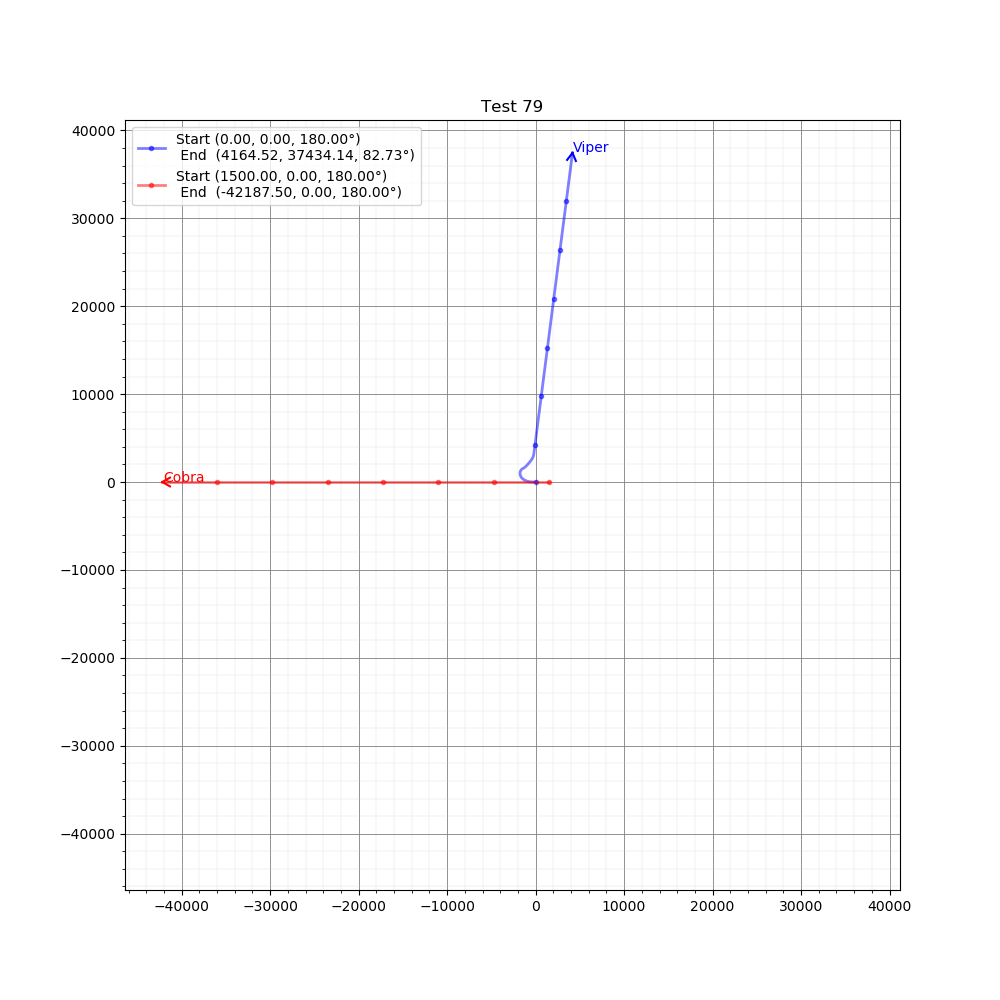 Test 79
Start (0.00, 0.00, 180.00°)
End  (4164.52, 37434.14, 82.73°)
Start (1500.00, 0.00, 180.00°)
End  (-42187.50, 0.00, 180.00°)
Viper
Cobra
40000
30000
20000
10000
0
−10000
−20000
−30000
−40000
−40000 −30000 −20000 −10000 0 10000 20000 30000 40000